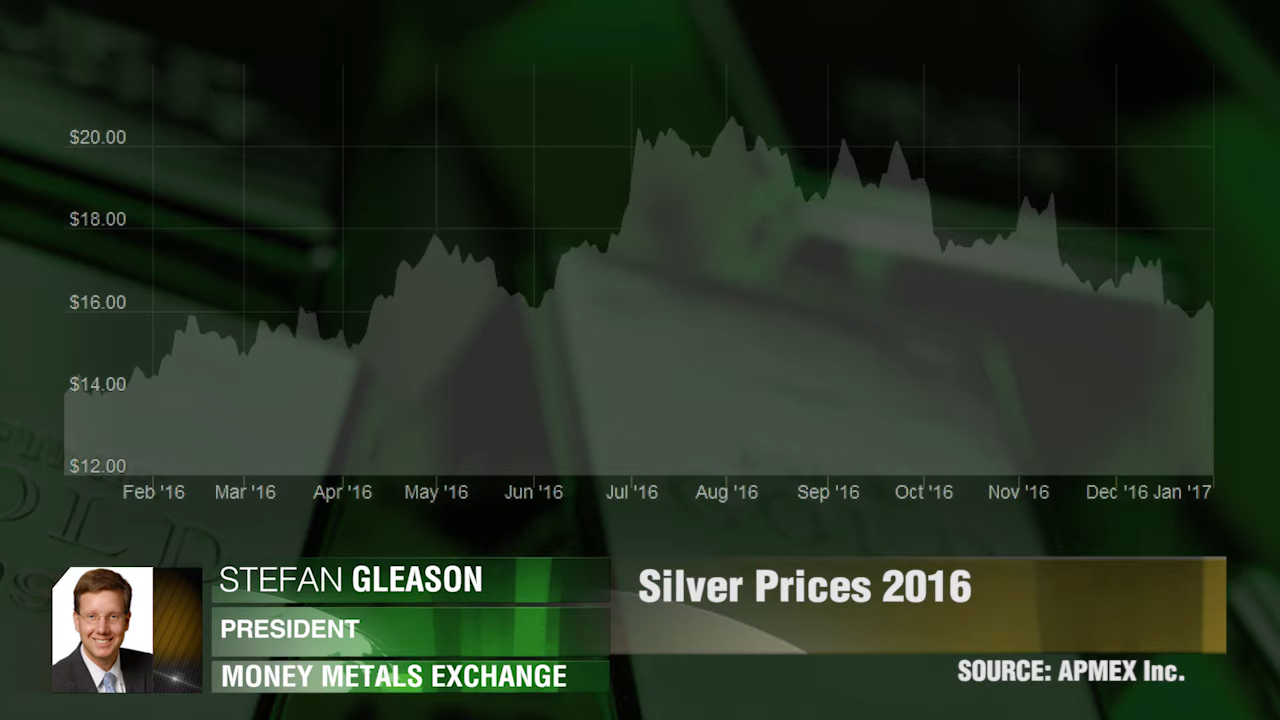 $20.00
$18.00
$16.00
$14.00
$12.00
Feb '16 Mar '16 Apr '16 May '16 Jun '16 Jul '16 Aug '16 Sep '16 Oct '16 Nov '16 Dec '16 Jan '17
STEFAN GLEASON
PRESIDENT
MONEY METALS EXCHANGE
Silver Prices 2016
SOURCE: APMEX Inc.